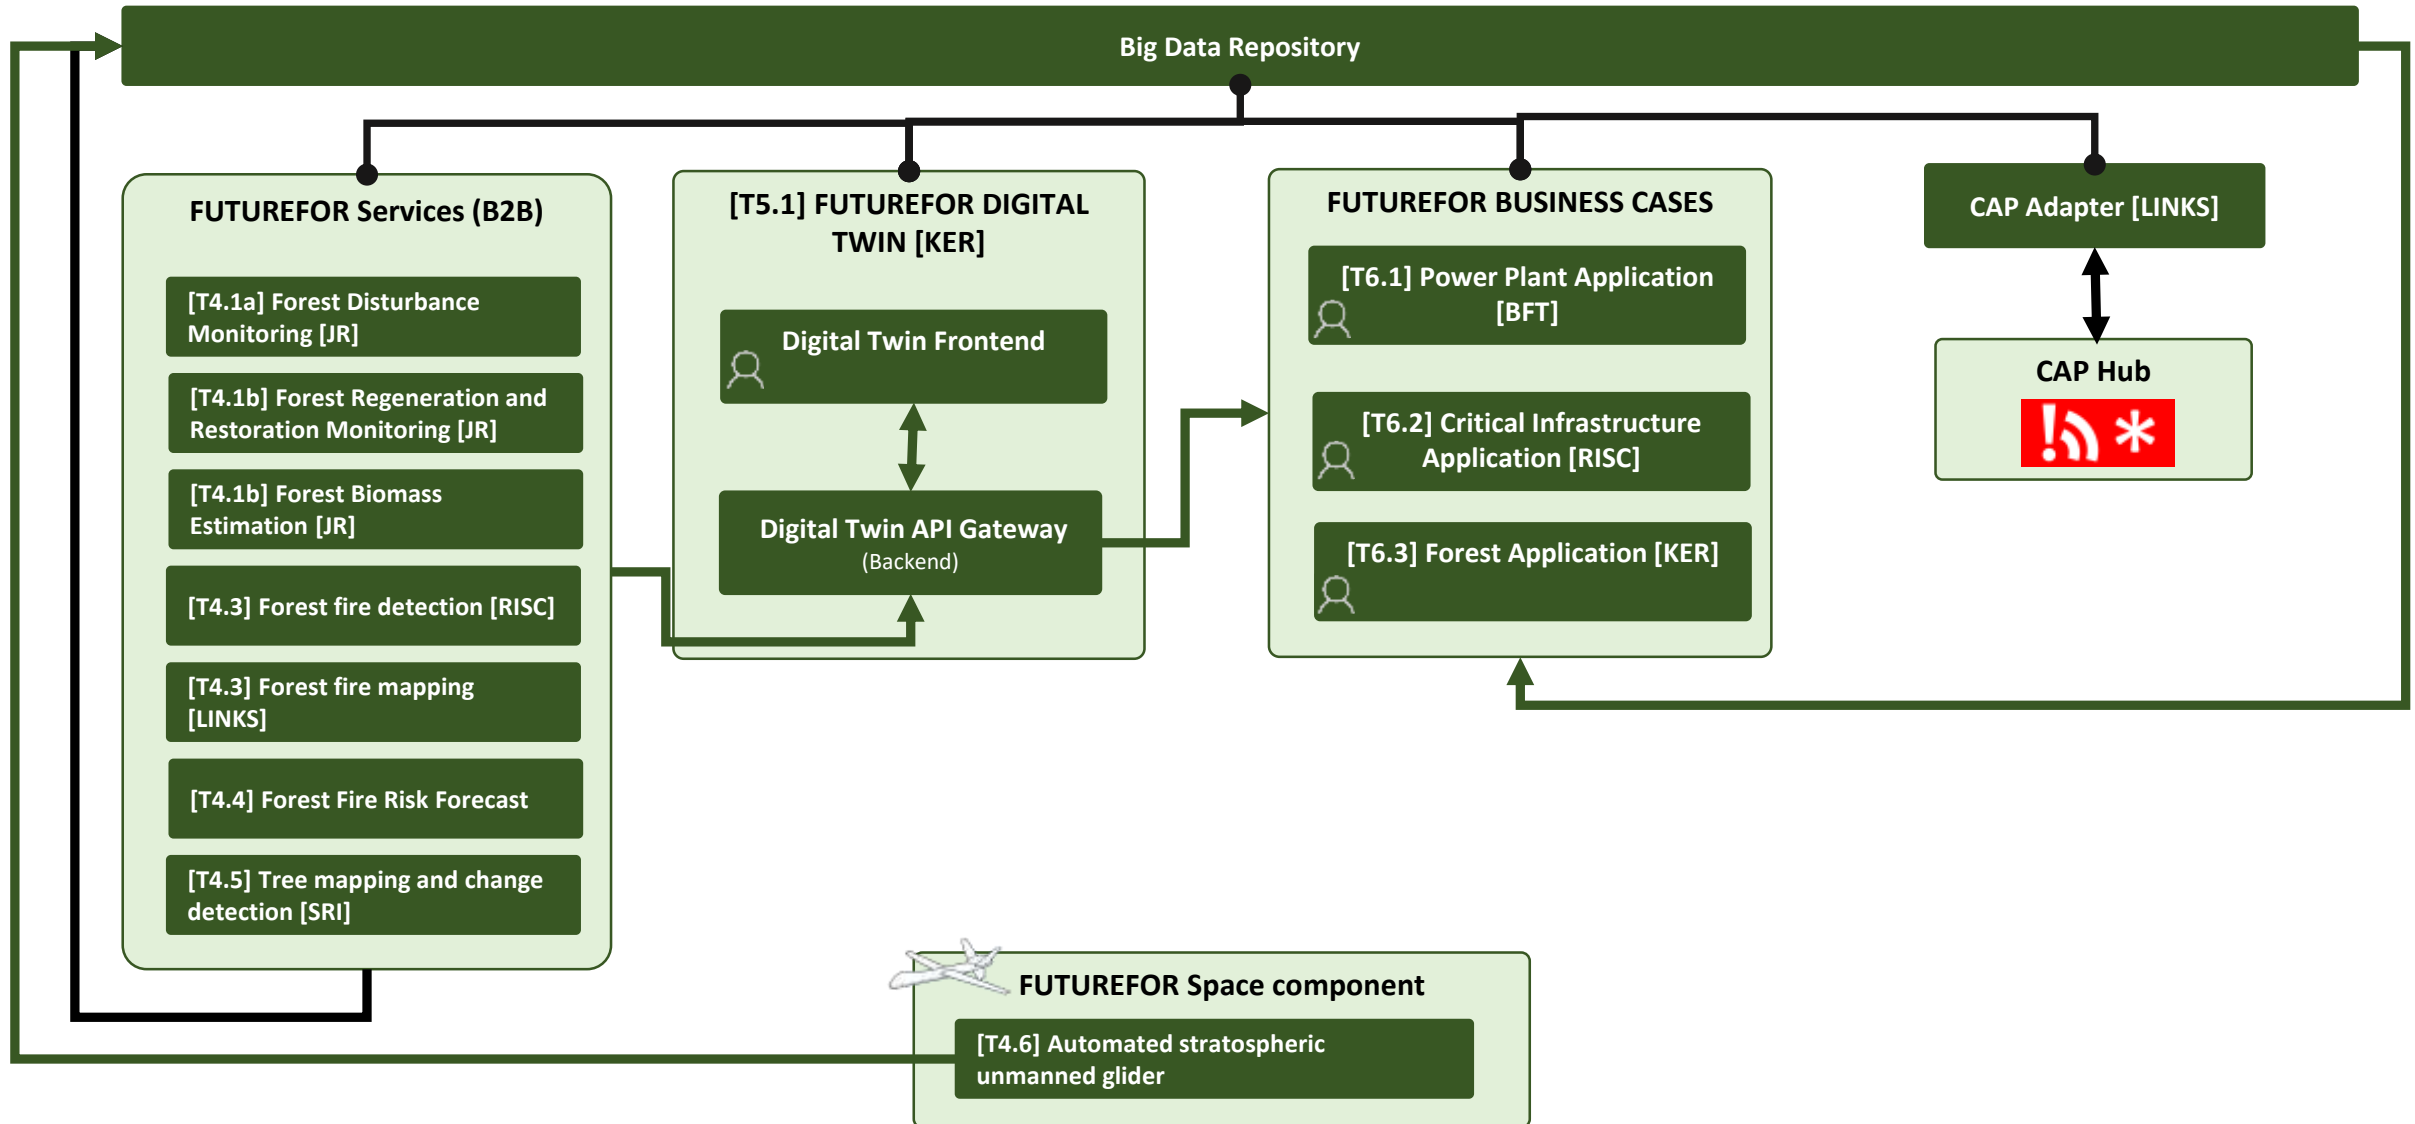 Big Data Repository
FUTUREFOR Services (B2B)
[T4.1a] Forest Disturbance
Monitoring [JR]
[T4.1b] Forest Regeneration and
Restoration Monitoring [JR]
[T4.1b] Forest Biomass
Estimation [JR]
[T4.3] Forest fire detection [RISC]
[T4.3] Forest fire mapping
[LINKS]
[T4.4] Forest Fire Risk Forecast
[T4.5] Tree mapping and change
detection [SRI]
[T5.1] FUTUREFOR DIGITAL
TWIN [KER]
Digital Twin Frontend
Digital Twin API Gateway
(Backend)
FUTUREFOR BUSINESS CASES
[T6.1] Power Plant Application
[BFT]
[T6.2] Critical Infrastructure
Application [RISC]
[T6.3] Forest Application [KER]
CAP Adapter [LINKS]
CAP Hub
FUTUREFOR Space component
[T4.6] Automated stratospheric
unmanned glider